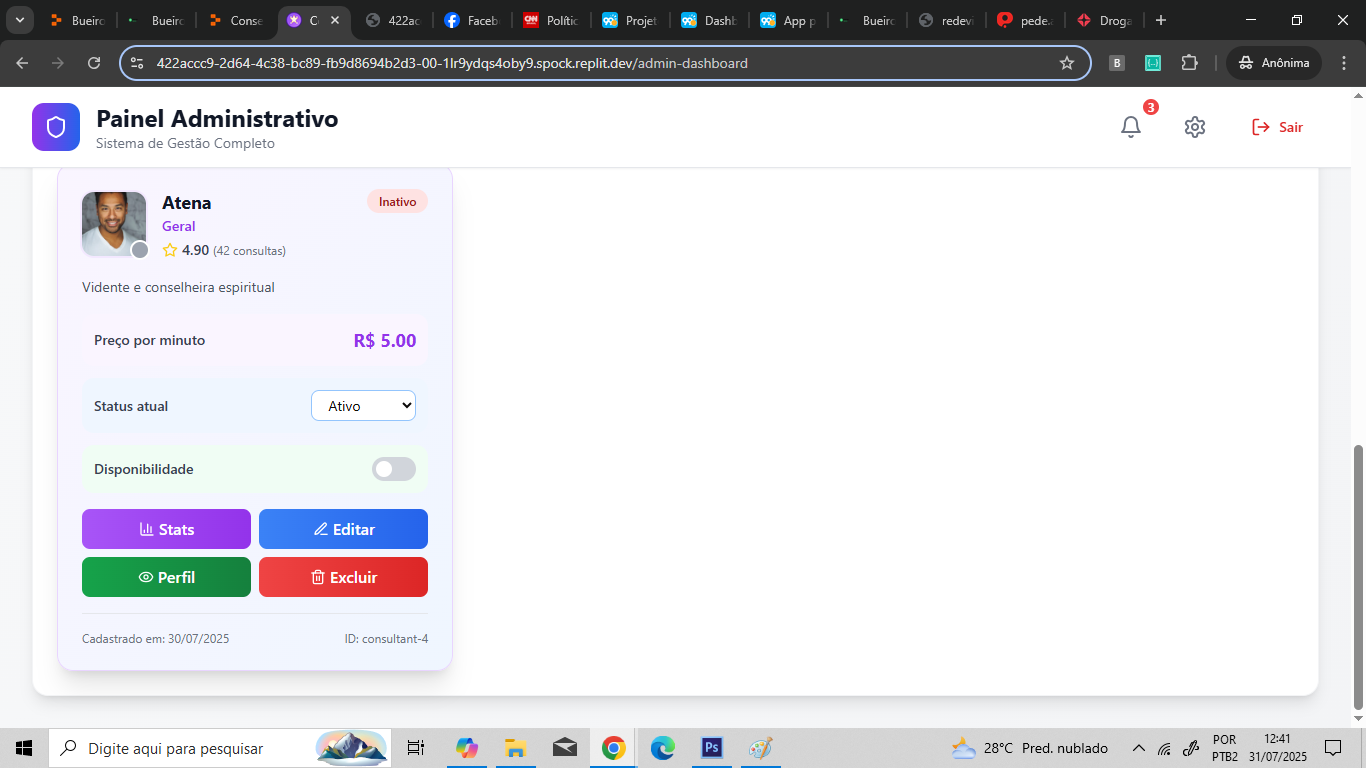 Bueiro
Bueiro
Conse
C
422ac
Faceb
Polític
Projet
Dashb
App p
Bueiro
redevi
pede.
Droga
422accc9-2d64-4c38-bc89-fb9d8694b2d3-00-1lr9ydqs4oby9.spock.replit.dev/admin-dashboard
B
Anônima
Painel Administrativo
Sistema de Gestão Completo
3
Sair
Atena
Inativo
Geral
4.90 (42 consultas)
Vidente e conselheira espiritual
Preço por minuto
R$ 5.00
Status atual
Ativo
Disponibilidade
Stats
Editar
Perfil
Excluir
Cadastrado em: 30/07/2025
ID: consultant-4
Digite aqui para pesquisar
Ps
28°C Pred. nublado
POR
PTB2
12:41
31/07/2025